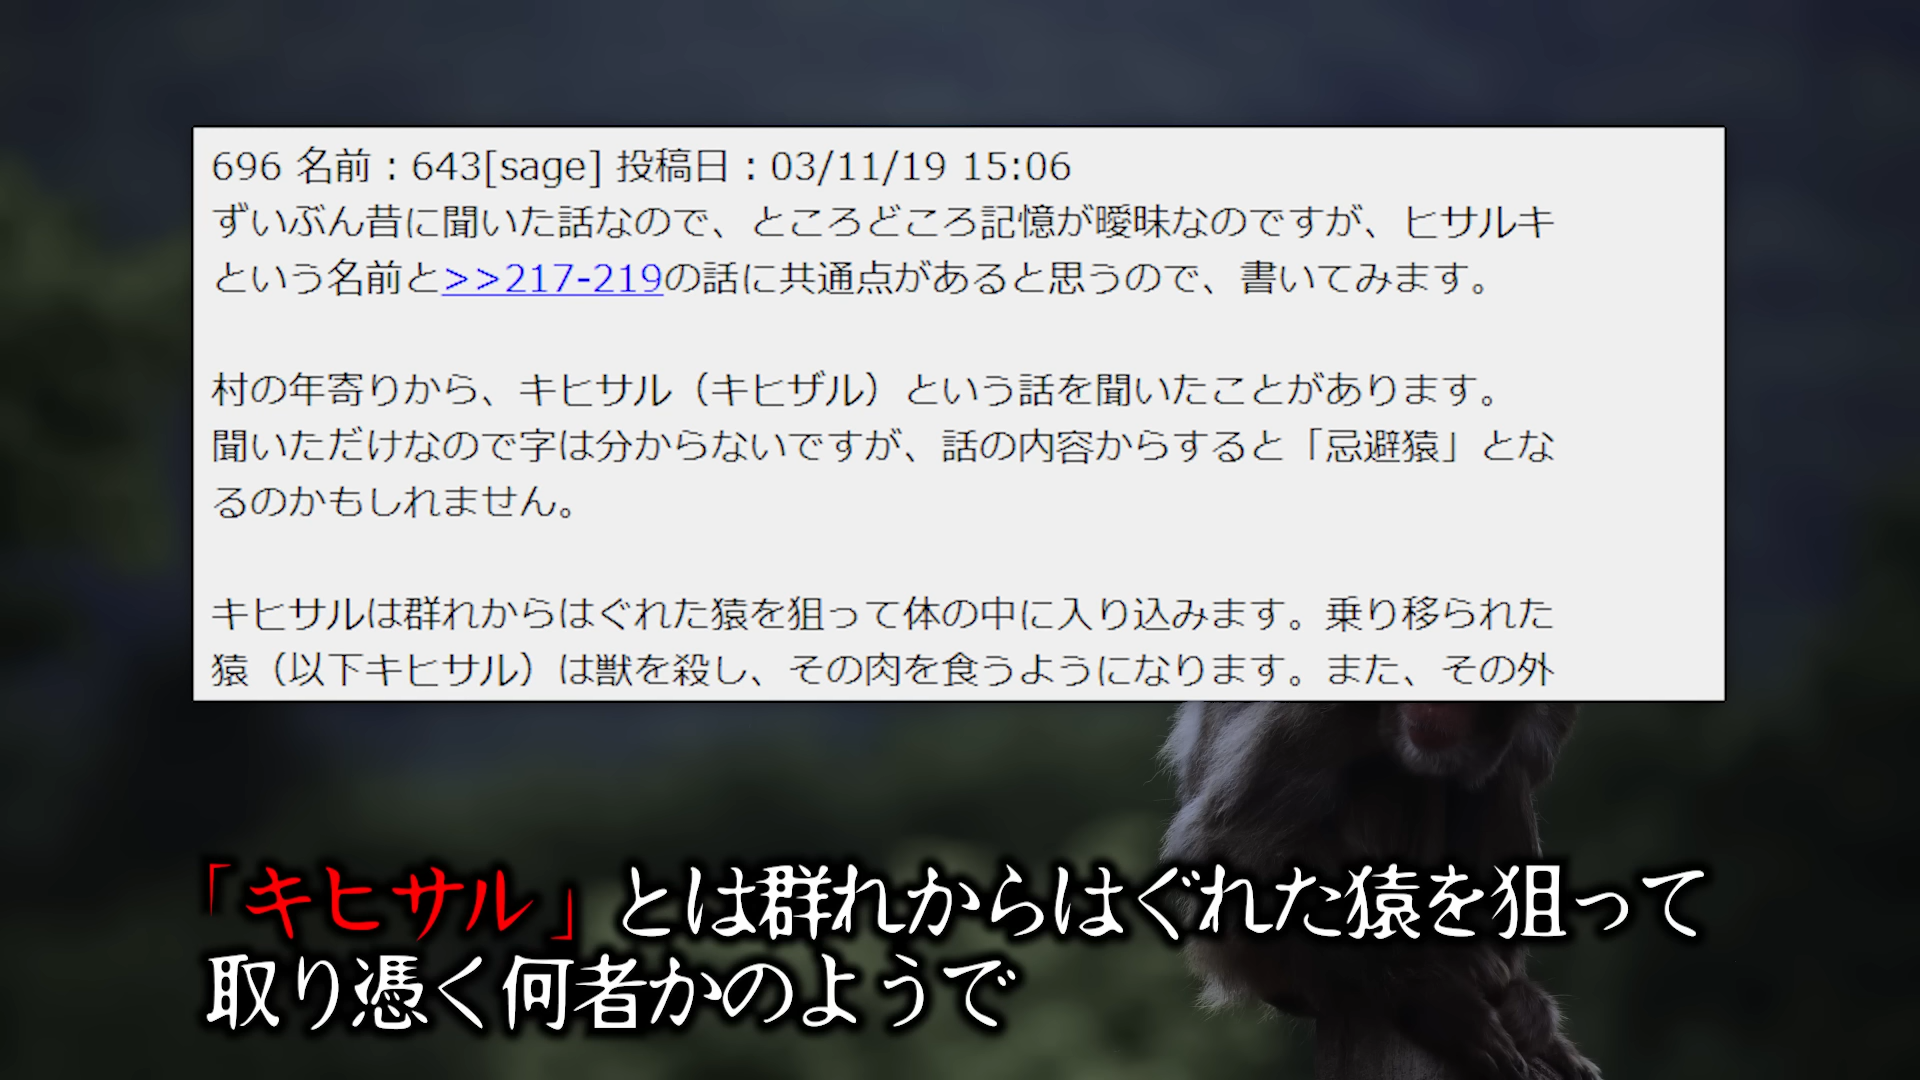 696 名前：643[sage] 投稿日：03/11/19 15:06
ずいぶん昔に聞いた話なので、ところどころ記憶が曖昧なのですが、ヒサルキ
という名前と>>217-219の話に共通点があると思うので、書いてみます。
村の年寄りから、キヒサル（キヒザル）という話を聞いたことがあります。
聞いただけなので字は分からないですが、話の内容からすると「忌避猿」とな
るのかもしれません。
キヒサルは群れからはぐれた猿を狙って体の中に入り込みます。乗り移られた
猿（以下キヒサル）は獣を殺し、その肉を食うようになります。また、その外
「キヒサル」とは群れからはぐれた猿を狙って
取り憑く何者かのようで